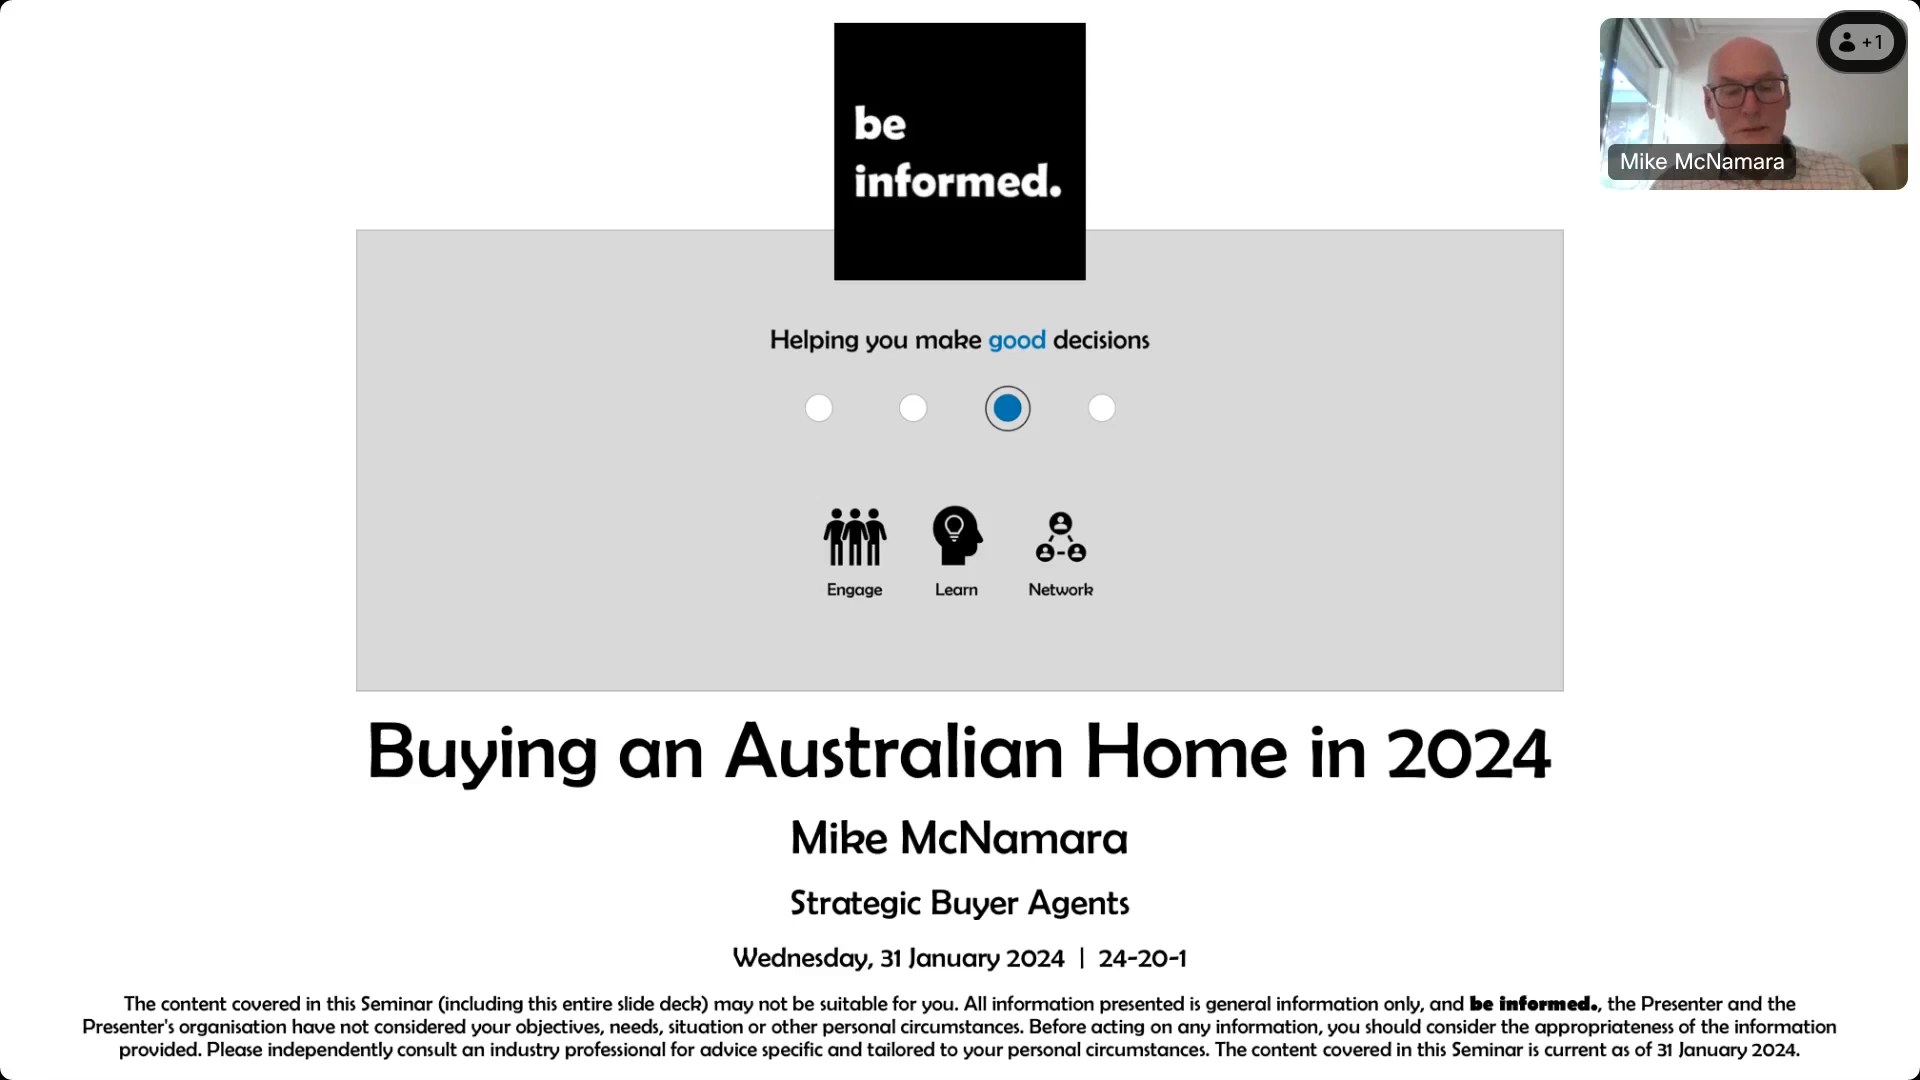 be
informed.
+1
Mike McNamara
Helping you make good decisions
Engage
Learn
Network
Buying an Australian Home in 2024
Mike McNamara
Strategic Buyer Agents
Wednesday, 31 January 2024 | 24-20-1
The content covered in this Seminar (including this entire slide deck) may not be suitable for you. All information presented is general information only, and be informed., the Presenter and the
Presenter's organisation have not considered your objectives, needs, situation or other personal circumstances. Before acting on any information, you should consider the appropriateness of the information
provided. Please independently consult an industry professional for advice specific and tailored to your personal circumstances. The content covered in this Seminar is current as of 31 January 2024.